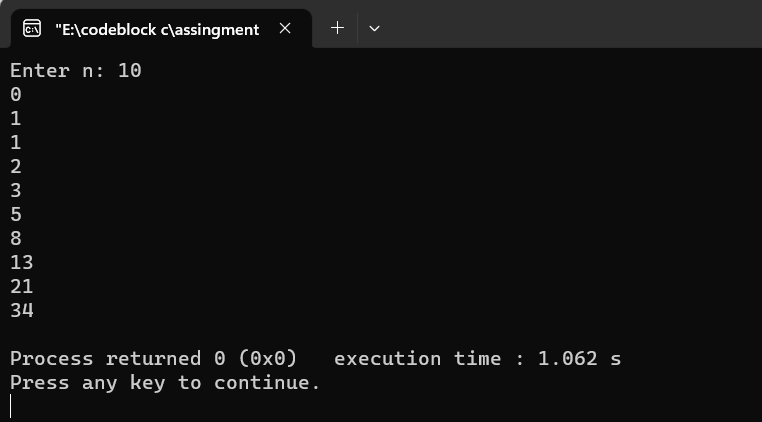 "E:\codeblock c\assingment
Enter n: 10
0
1
1
2
3
5
8
13
21
34
Process returned 0 (0x0)   execution time : 1.062 s
Press any key to continue.